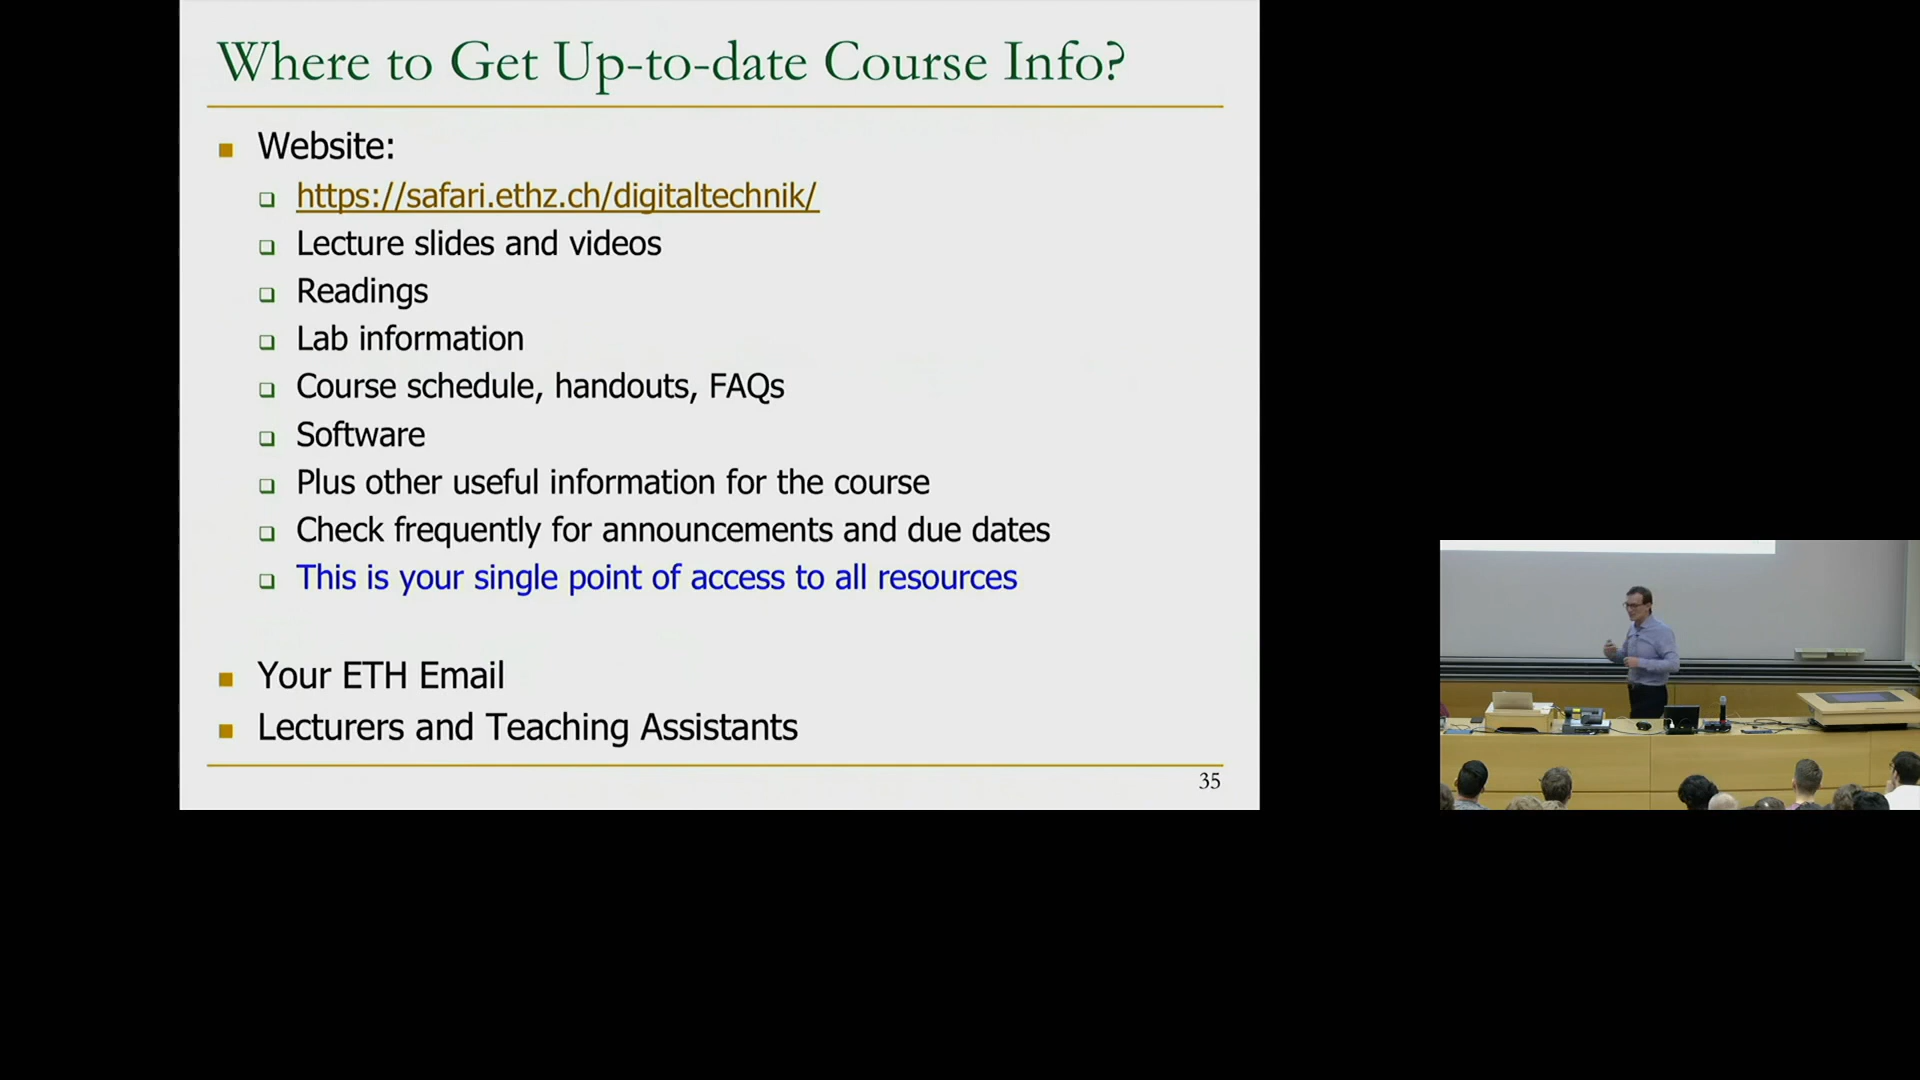 Where to Get Up-to-date Course Info?
Website:
https://safari.ethz.ch/digitaltechnik/
Lecture slides and videos
Readings
Lab information
Course schedule, handouts, FAQs
Software
Plus other useful information for the course
Check frequently for announcements and due dates
This is your single point of access to all resources
Your ETH Email
Lecturers and Teaching Assistants
35